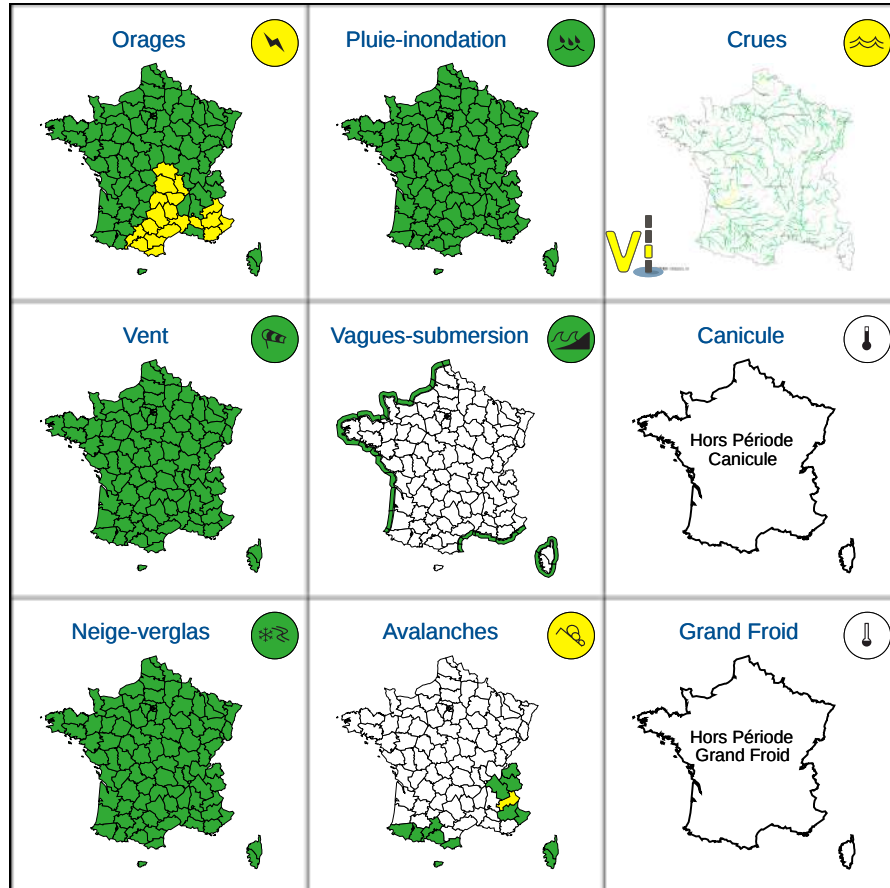 Orages
Pluie-inondation
Crues
Vi
Vent
Vagues-submersion
Canicule
Hors Période
Canicule
Neige-verglas
Avalanches
Grand Froid
Hors Période
Grand Froid